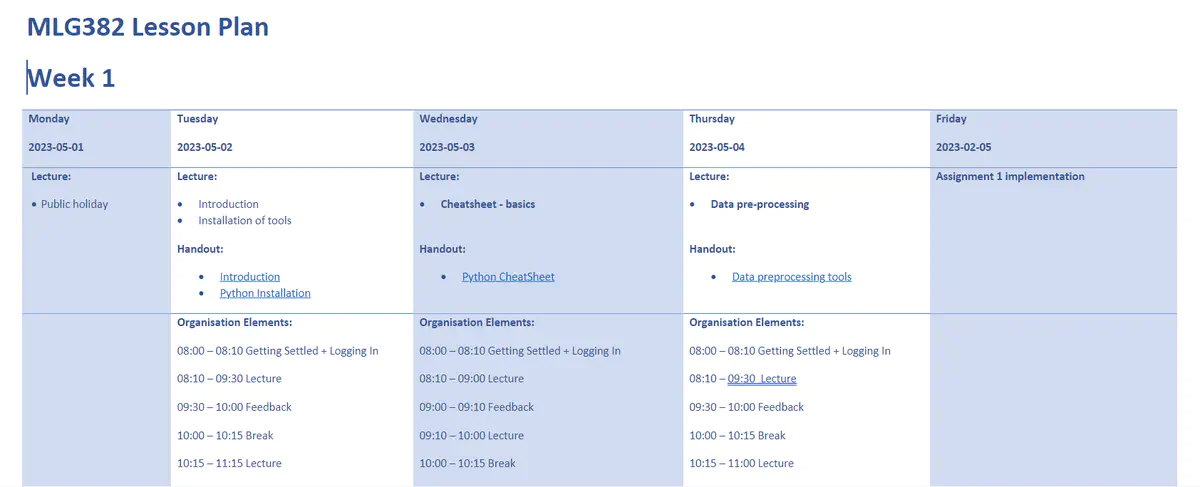 MLG382 Lesson Plan
Week 1
Monday
2023-05-01
Tuesday
2023-05-02
Wednesday
2023-05-03
Thursday
2023-05-04
Friday
2023-02-05
Lecture:
• Public holiday
Lecture:
• Introduction
• Installation of tools
Handout:
• Introduction
• Python Installation
Lecture:
• Cheatsheet - basics
Handout:
• Python CheatSheet
Lecture:
• Data pre-processing
Handout:
• Data preprocessing tools
Assignment 1 implementation
Organisation Elements:
08:00 – 08:10 Getting Settled + Logging In
08:10 – 09:30 Lecture
09:30 – 10:00 Feedback
10:00 – 10:15 Break
10:15 – 11:15 Lecture
Organisation Elements:
08:00 – 08:10 Getting Settled + Logging In
08:10 – 09:00 Lecture
09:00 – 09:10 Feedback
09:10 – 10:00 Lecture
10:00 – 10:15 Break
Organisation Elements:
08:00 – 08:10 Getting Settled + Logging In
08:10 – 09:30  Lecture
09:30 – 10:00 Feedback
10:00 – 10:15 Break
10:15 – 11:00 Lecture